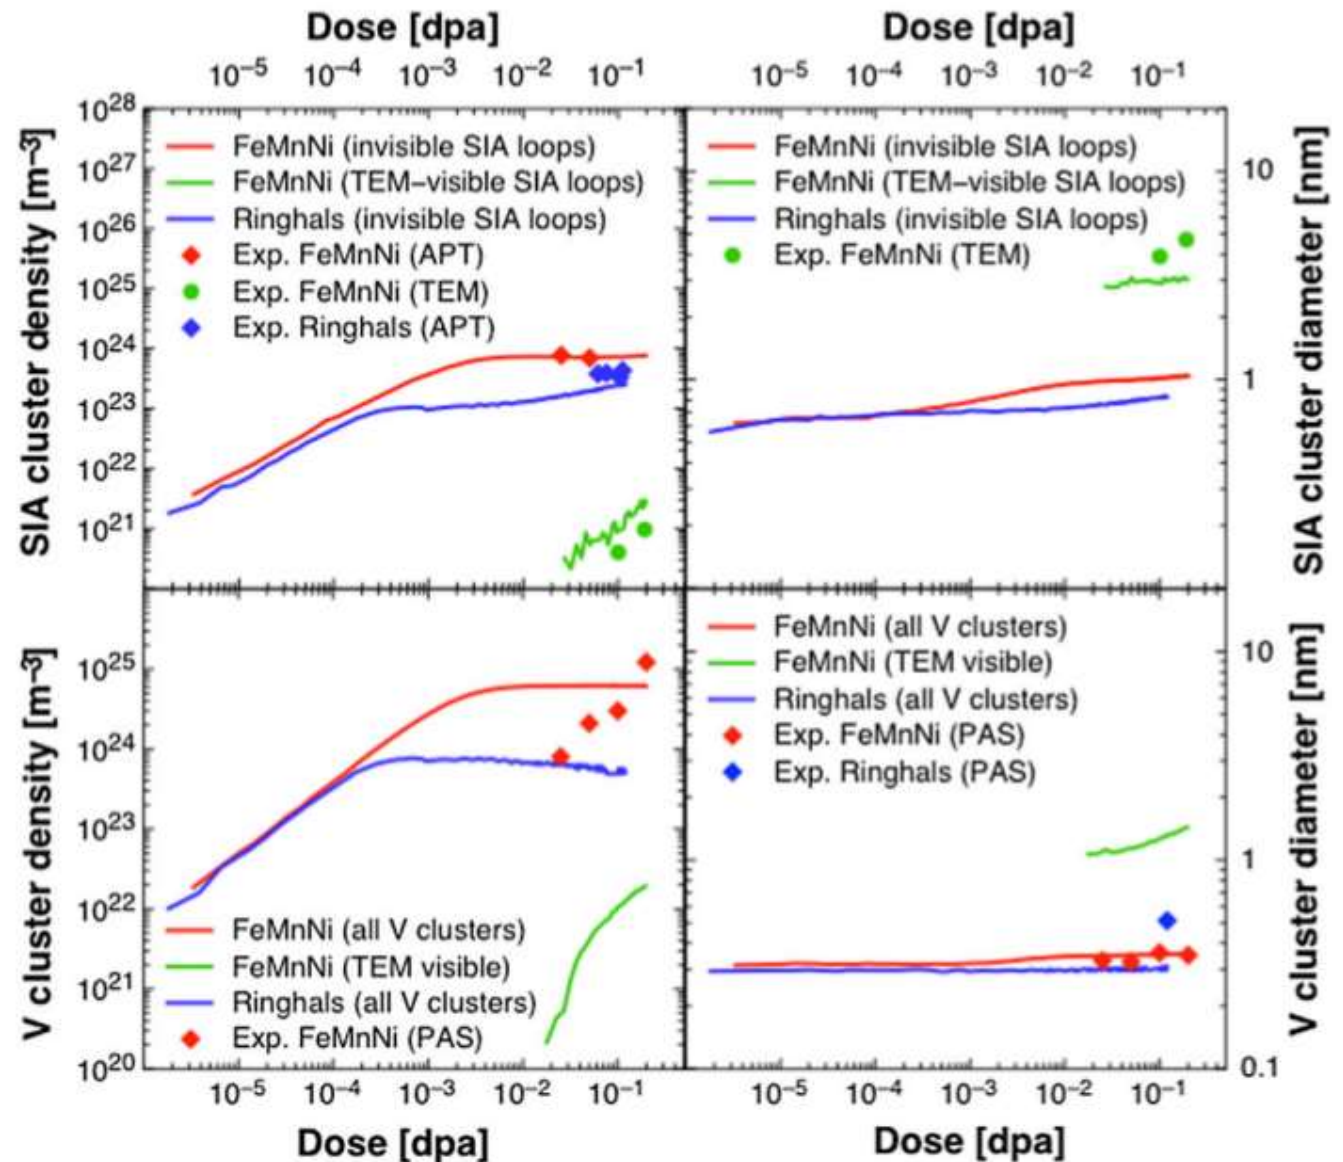 Dose [dpa]
Dose [dpa]
10⁻⁵ 10⁻⁴ 10⁻³ 10⁻² 10⁻¹
10⁻⁵ 10⁻⁴ 10⁻³ 10⁻² 10⁻¹
SIA cluster density [m⁻³]
10²⁸
10²⁷
10²⁶
10²⁵
10²⁴
10²³
10²²
10²¹
FeMnNi (invisible SIA loops)
FeMnNi (TEM–visible SIA loops)
Ringhals (invisible SIA loops)
Exp. FeMnNi (APT)
Exp. FeMnNi (TEM)
Exp. Ringhals (APT)
FeMnNi (invisible SIA loops)
FeMnNi (TEM–visible SIA loops)
Ringhals (invisible SIA loops)
Exp. FeMnNi (TEM)
10
1
SIA cluster diameter [nm]
V cluster density [m⁻³]
10²⁵
10²⁴
10²³
10²²
10²¹
10²⁰
FeMnNi (all V clusters)
FeMnNi (TEM visible)
Ringhals (all V clusters)
Exp. FeMnNi (PAS)
FeMnNi (all V clusters)
FeMnNi (TEM visible)
Ringhals (all V clusters)
Exp. FeMnNi (PAS)
Exp. Ringhals (PAS)
10
1
0.1
V cluster diameter [nm]
10⁻⁵ 10⁻⁴ 10⁻³ 10⁻² 10⁻¹
10⁻⁵ 10⁻⁴ 10⁻³ 10⁻² 10⁻¹
Dose [dpa]
Dose [dpa]